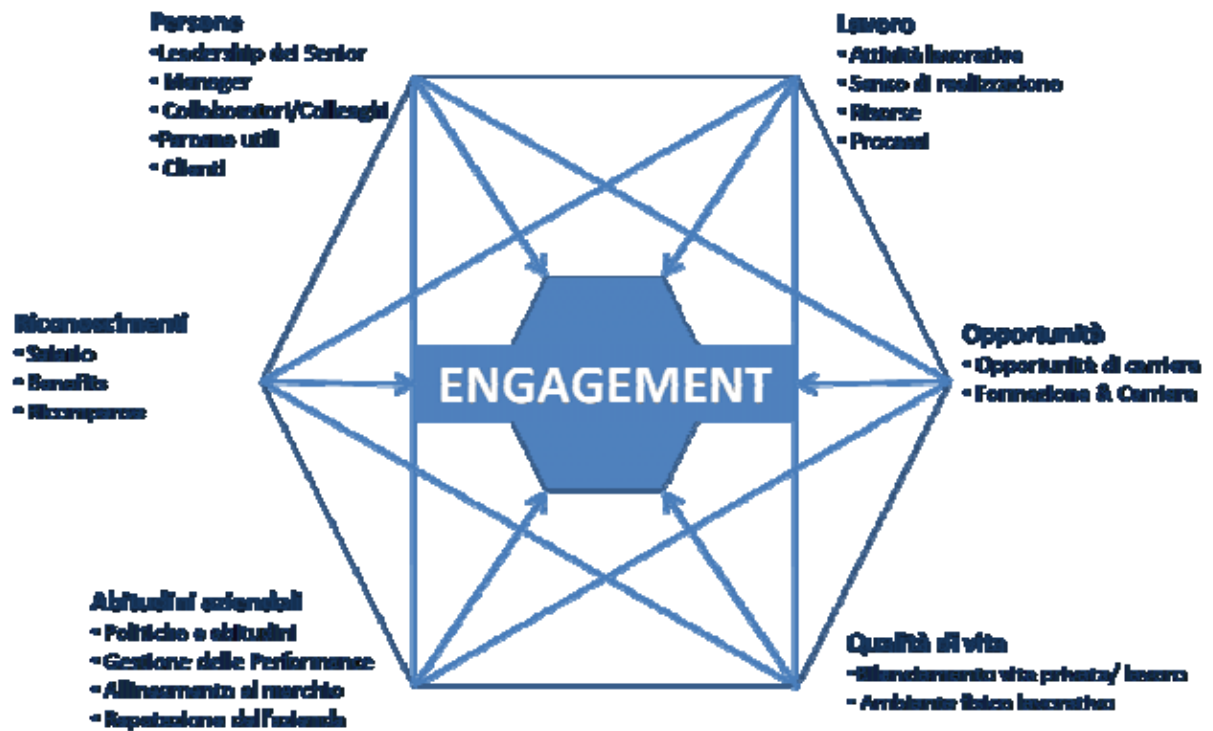 Persone
•Leadership dei Senior
• Manager
• Collaboratori/Colleghi
•Persone utili
• Clienti
Lavoro
• Attività lavorativa
• Senso di realizzazione
• Risorse
• Processi
Riconoscimenti
• Salario
• Benefits
• Ricompense
ENGAGEMENT
Opportunità
• Opportunità di carriera
• Formazione & Carriera
Abitudini aziendali
• Politiche e abitudini
• Gestione delle Performance
• Allineamento al marchio
• Reputazione dell'azienda
Qualità di vita
• Bilanciamento vita privata/ lavoro
• Ambiente fisico lavorativo